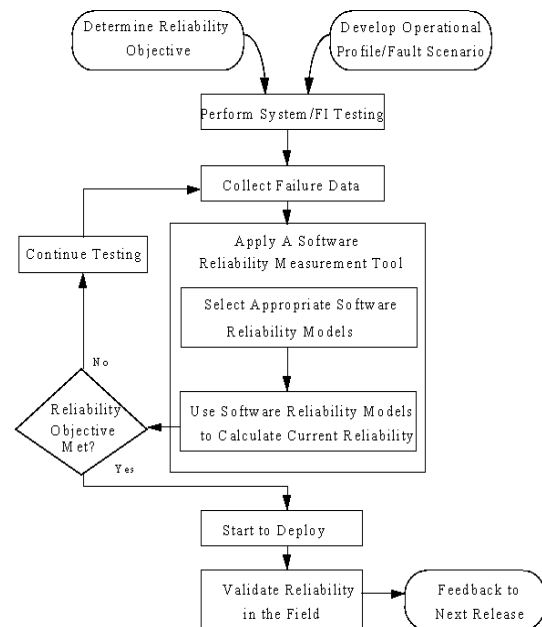 Determine Reliability
Objective
Develop Operational
Profile/Fault Scenario
Perform System/FI Testing
Collect Failure Data
Apply A Software
Reliability Measurement Tool
Continue Testing
Select Appropriate Software
Reliability Models
No
Reliability
Objective
Met?
Use Software Reliability Models
to Calculate Current Reliability
Yes
Start to Deploy
Validate Reliability
in the Field
Feedback to
Next Release